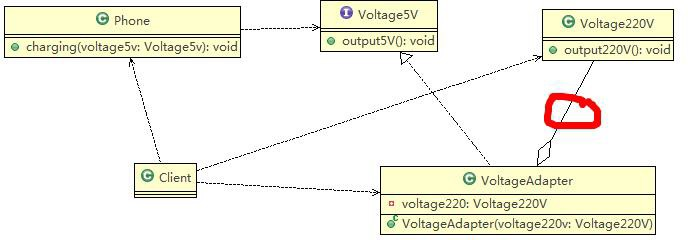 Phone
charging(voltage5v: Voltage5V): void
Voltage5V
output5V(): void
Voltage220V
output220V(): void
Client
VoltageAdapter
voltage220: Voltage220V
VoltageAdapter(voltage220v: Voltage220V)